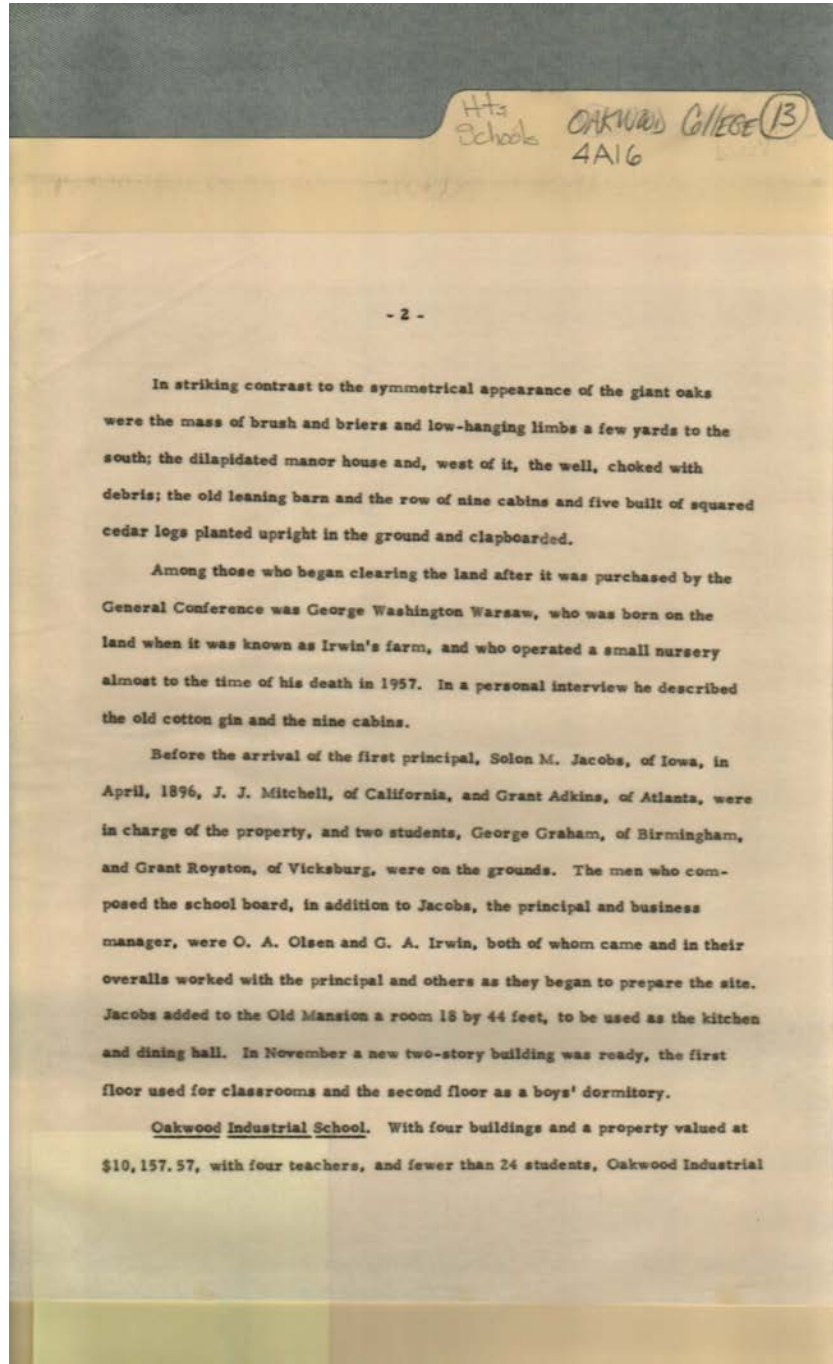 Hts
Schools
OAKWOOD COllEGE 13
4A16
- 2 -
In striking contrast to the symmetrical appearance of the giant oaks
were the mass of brush and briers and low-hanging limbs a few yards to the
south; the dilapidated manor house and, west of it, the well, choked with
debris; the old leaning barn and the row of nine cabins and five built of squared
cedar logs planted upright in the ground and clapboarded.
Among those who began clearing the land after it was purchased by the
General Conference was George Washington Warsaw, who was born on the
land when it was known as Irwin's farm, and who operated a small nursery
almost to the time of his death in 1957. In a personal interview he described
the old cotton gin and the nine cabins.
Before the arrival of the first principal, Solon M. Jacobs, of Iowa, in
April, 1896, J. J. Mitchell, of California, and Grant Adkins, of Atlanta, were
in charge of the property, and two students, George Graham, of Birmingham,
and Grant Royston, of Vicksburg, were on the grounds. The men who com-
posed the school board, in addition to Jacobs, the principal and business
manager, were O. A. Olsen and G. A. Irwin, both of whom came and in their
overalls worked with the principal and others as they began to prepare the site.
Jacobs added to the Old Mansion a room 18 by 44 feet, to be used as the kitchen
and dining hall. In November a new two-story building was ready, the first
floor used for classrooms and the second floor as a boys' dormitory.
Oakwood Industrial School. With four buildings and a property valued at
$10,157.57, with four teachers, and fewer than 24 students, Oakwood Industrial